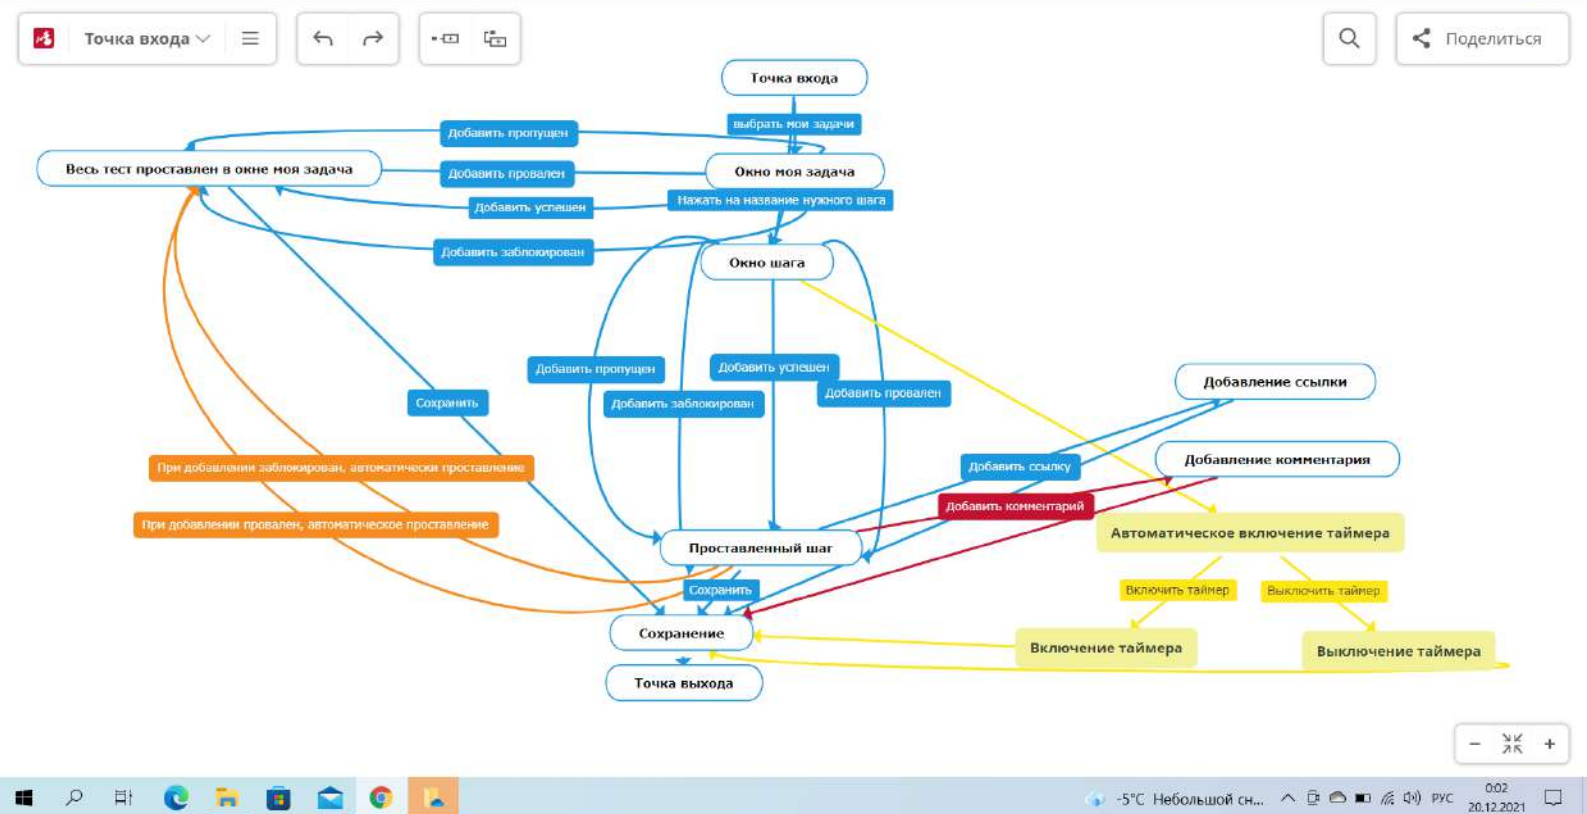 Точка входа
Поделиться
Точка входа
выбрать мои задачи
Добавить пропущен
Весь тест проставлен в окне моя задача
Добавить провален
Окно моя задача
Нажать на название нужного шага
Добавить успешен
Добавить заблокирован
Окно шага
Добавить пропущен
Добавить успешен
Добавить провален
Добавить заблокирован
Сохранить
Добавление ссылки
Добавление комментария
Добавить ссылку
При добавлении заблокирован, автоматически проставление
Добавить комментарий
При добавлении провален, автоматическое проставление
Автоматическое включение таймера
Проставленный шаг
Сохранить
Включить таймер
Выключить таймер
Сохранение
Включение таймера
Выключение таймера
Точка выхода
-5°C Небольшой сн...
РУС
0:02
20.12.2021